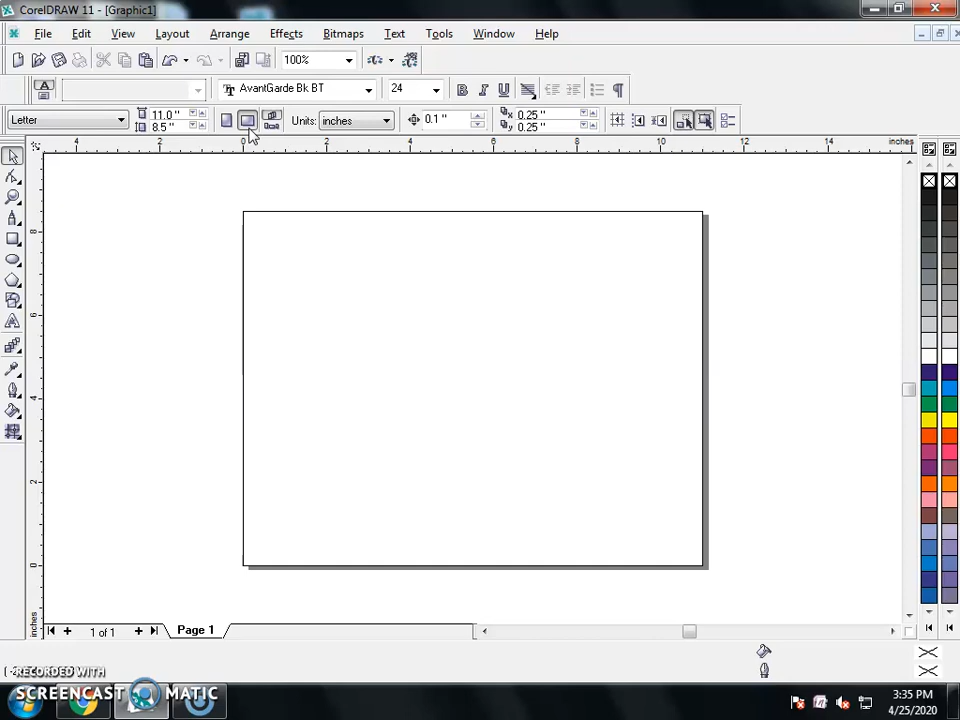 CorelDRAW 11 - [Graphic1]
File Edit View Layout Arrange Effects Bitmaps Text Tools Window Help
100%
AvantGarde Bk BT 24 B I U
Letter 11.0 " 8.5 " Units: inches 0.1 " 0.25 " 0.25 "
4 2 0 2 4 6 8 10 12 14 inches
8
6
4
2
0
inches
1 of 1 Page 1
RECORDED WITH
SCREENCAST MATIC
3:35 PM
4/25/2020